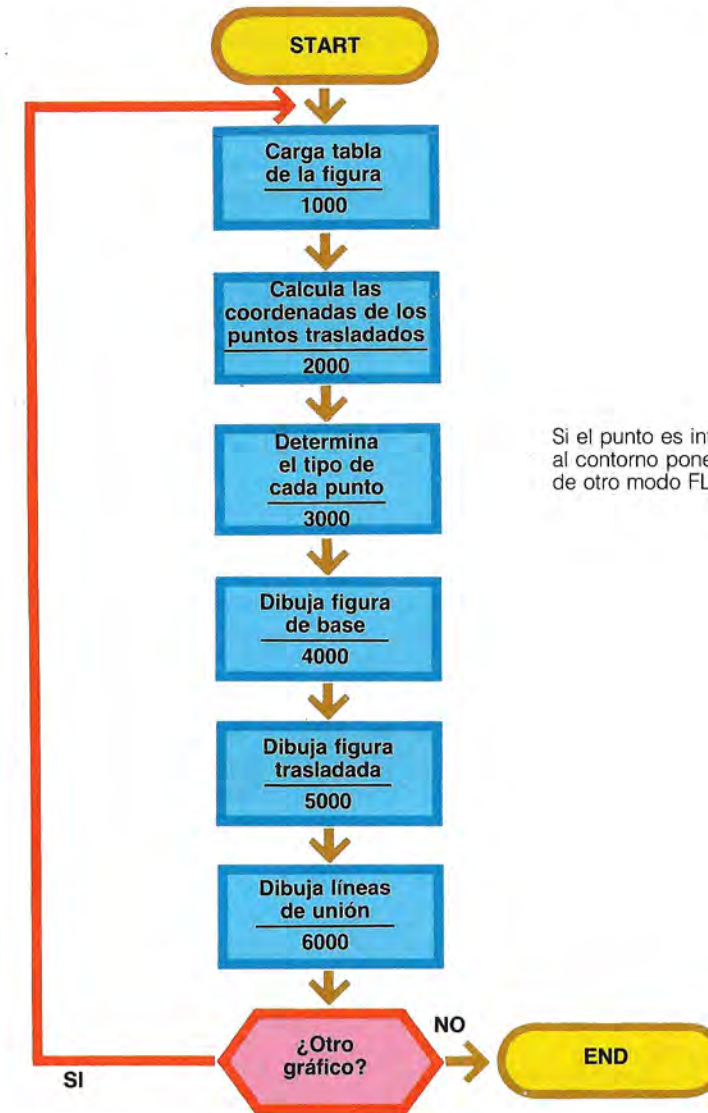 START
Carga tabla
de la figura
1000
Calcula las
coordenadas de los
puntos trasladados
2000
Determina
el tipo de
cada punto
3000
Si el punto es
al contorno pone
de otro modo
Dibuja figura
de base
4000
Dibuja figura
trasladada
5000
Dibuja líneas
de unión
6000
¿Otro
gráfico?
NO
SI
END